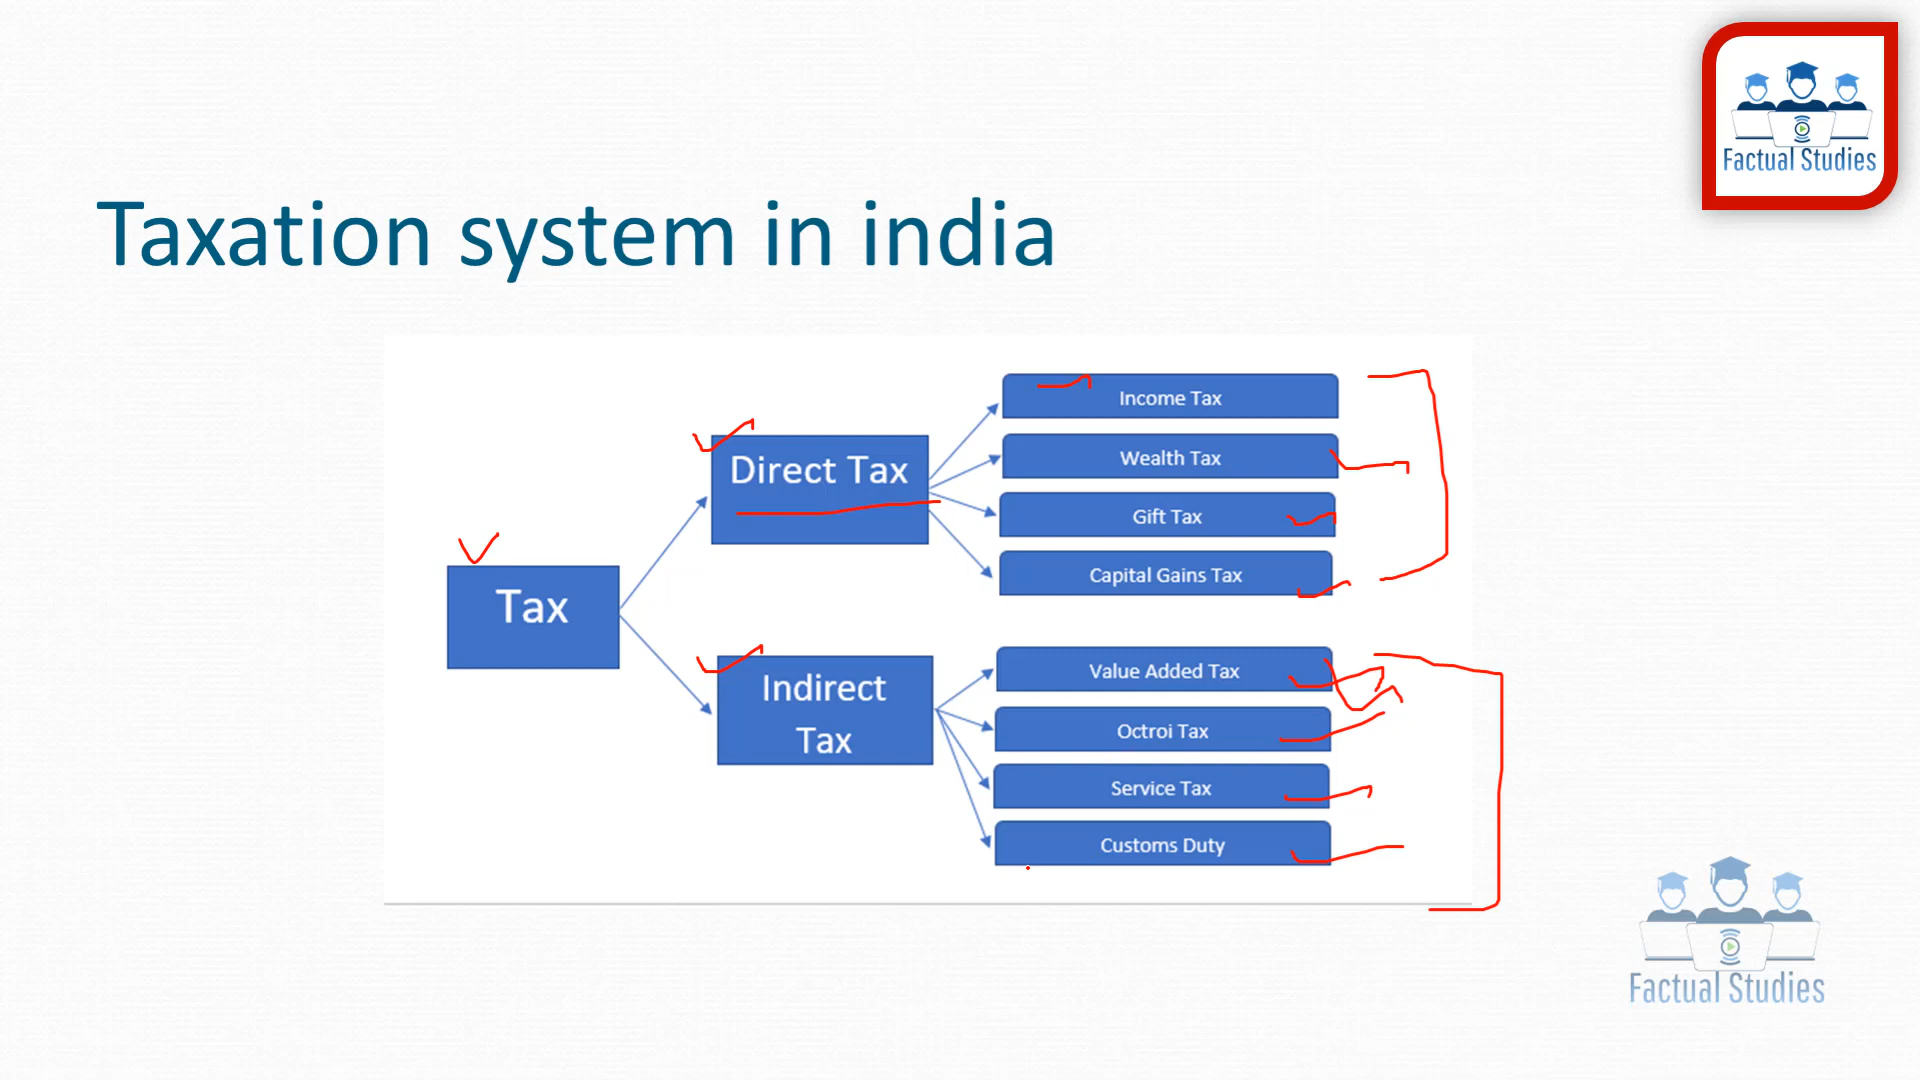 Factual Studies
Taxation system in india
Tax
Direct Tax
Income Tax
Wealth Tax
Gift Tax
Capital Gains Tax
Indirect
Tax
Value Added Tax
Octroi Tax
Service Tax
Customs Duty
Factual Studies